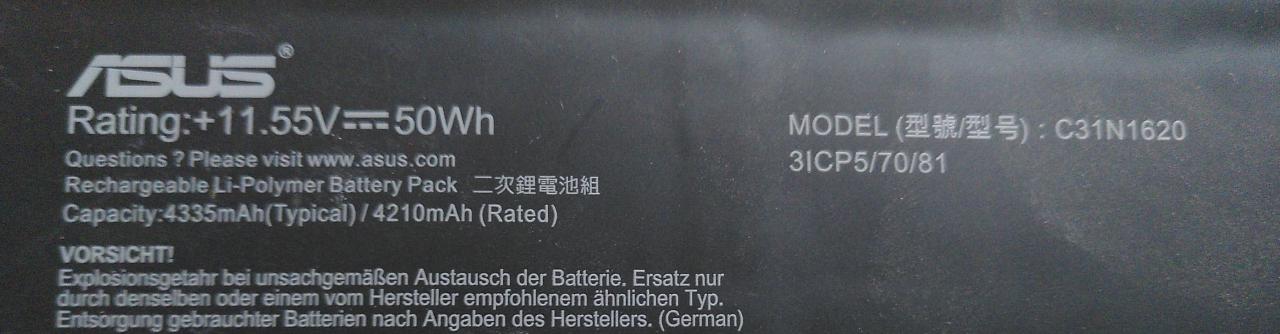 ASUS®
Rating:+11.55V⎓50Wh
Questions ? Please visit www.asus.com
Rechargeable Li-Polymer Battery Pack 二次鋰電池組
Capacity:4335mAh(Typical) / 4210mAh (Rated)
MODEL (型號/型号) : C31N1620
3ICP5/70/81
VORSICHT!
Explosionsgetahr bei unsachgemäßen Austausch der Batterie. Ersatz nur
durch denselben oder einem vom Hersteller empfohlenem ähnlichen Typ.
Entsorgung gebrauchter Batterien nach Angaben des Herstellers. (German)